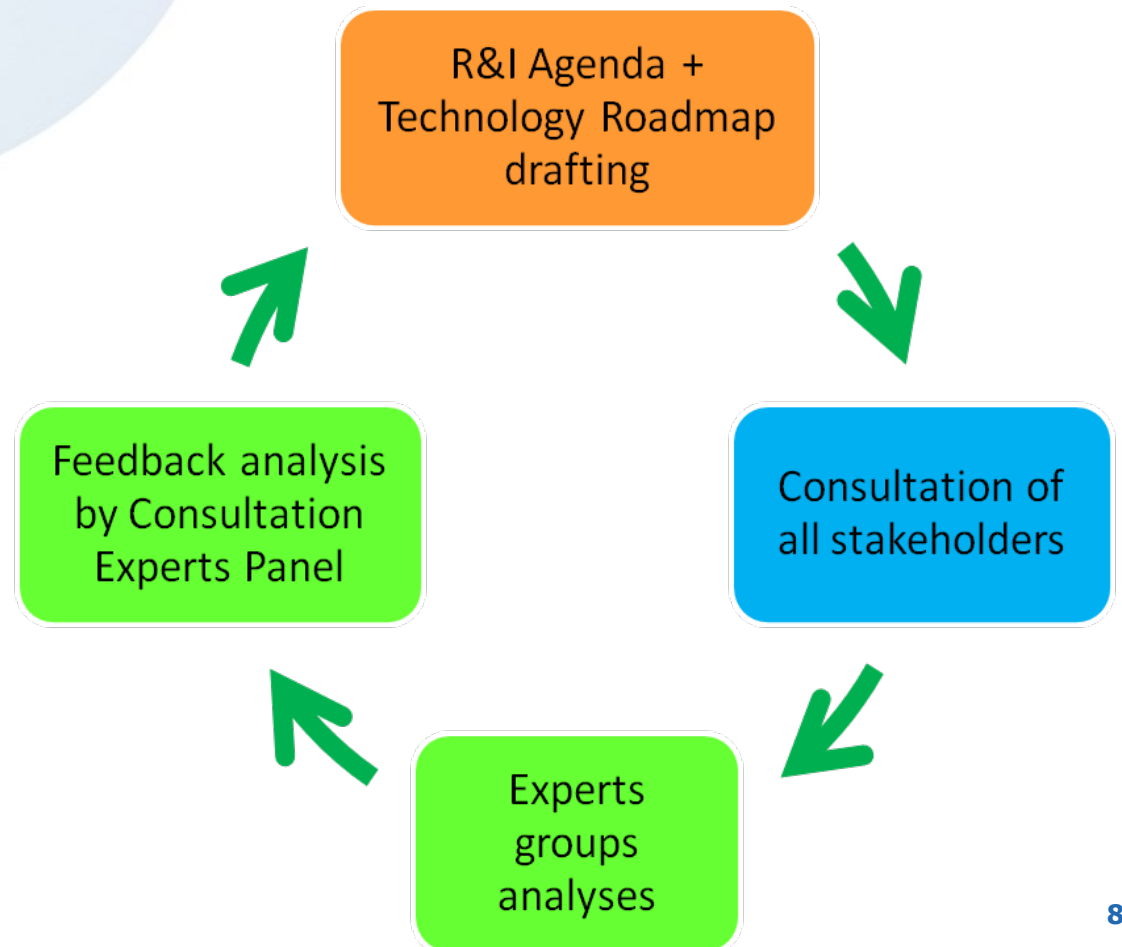 R&I Agenda +
Technology Roadmap
drafting
Feedback analysis
by Consultation
Experts Panel
Consultation of
all stakeholders
Experts
groups
analyses
8